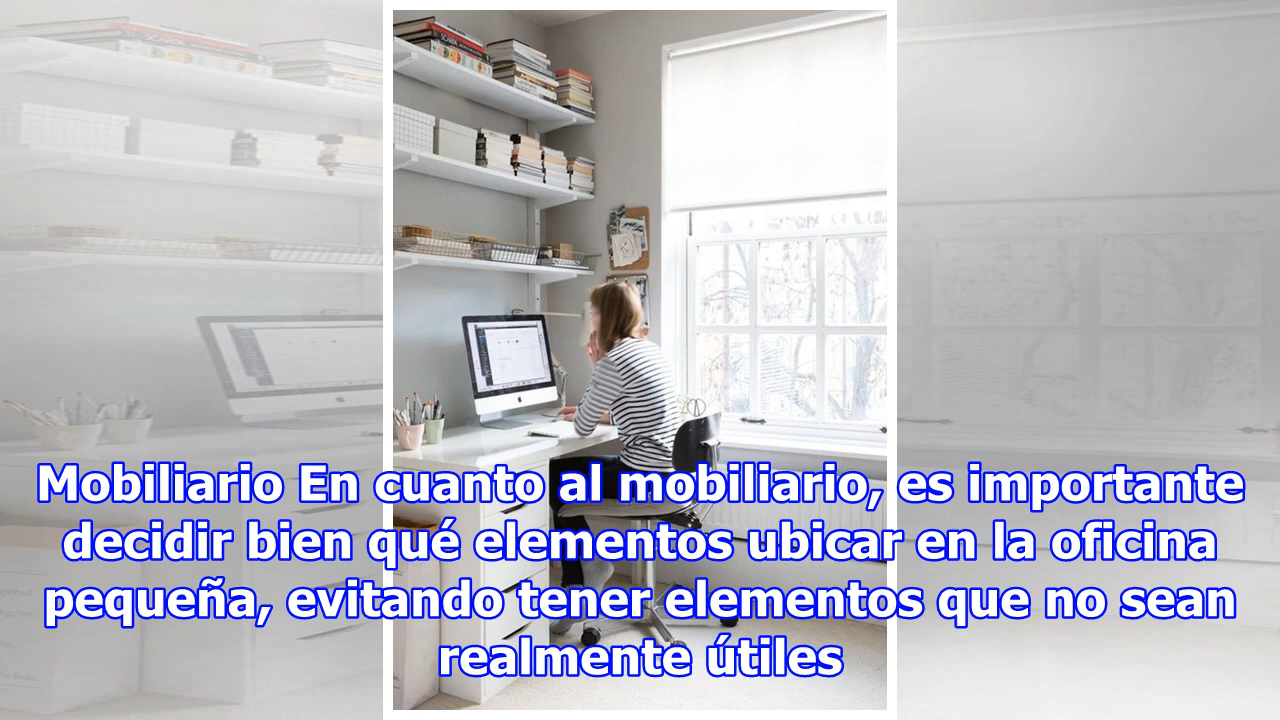 Mobiliario En cuanto al mobiliario, es importante
decidir bien qué elementos ubicar en la oficina
pequeña, evitando tener elementos que no sean
realmente útiles